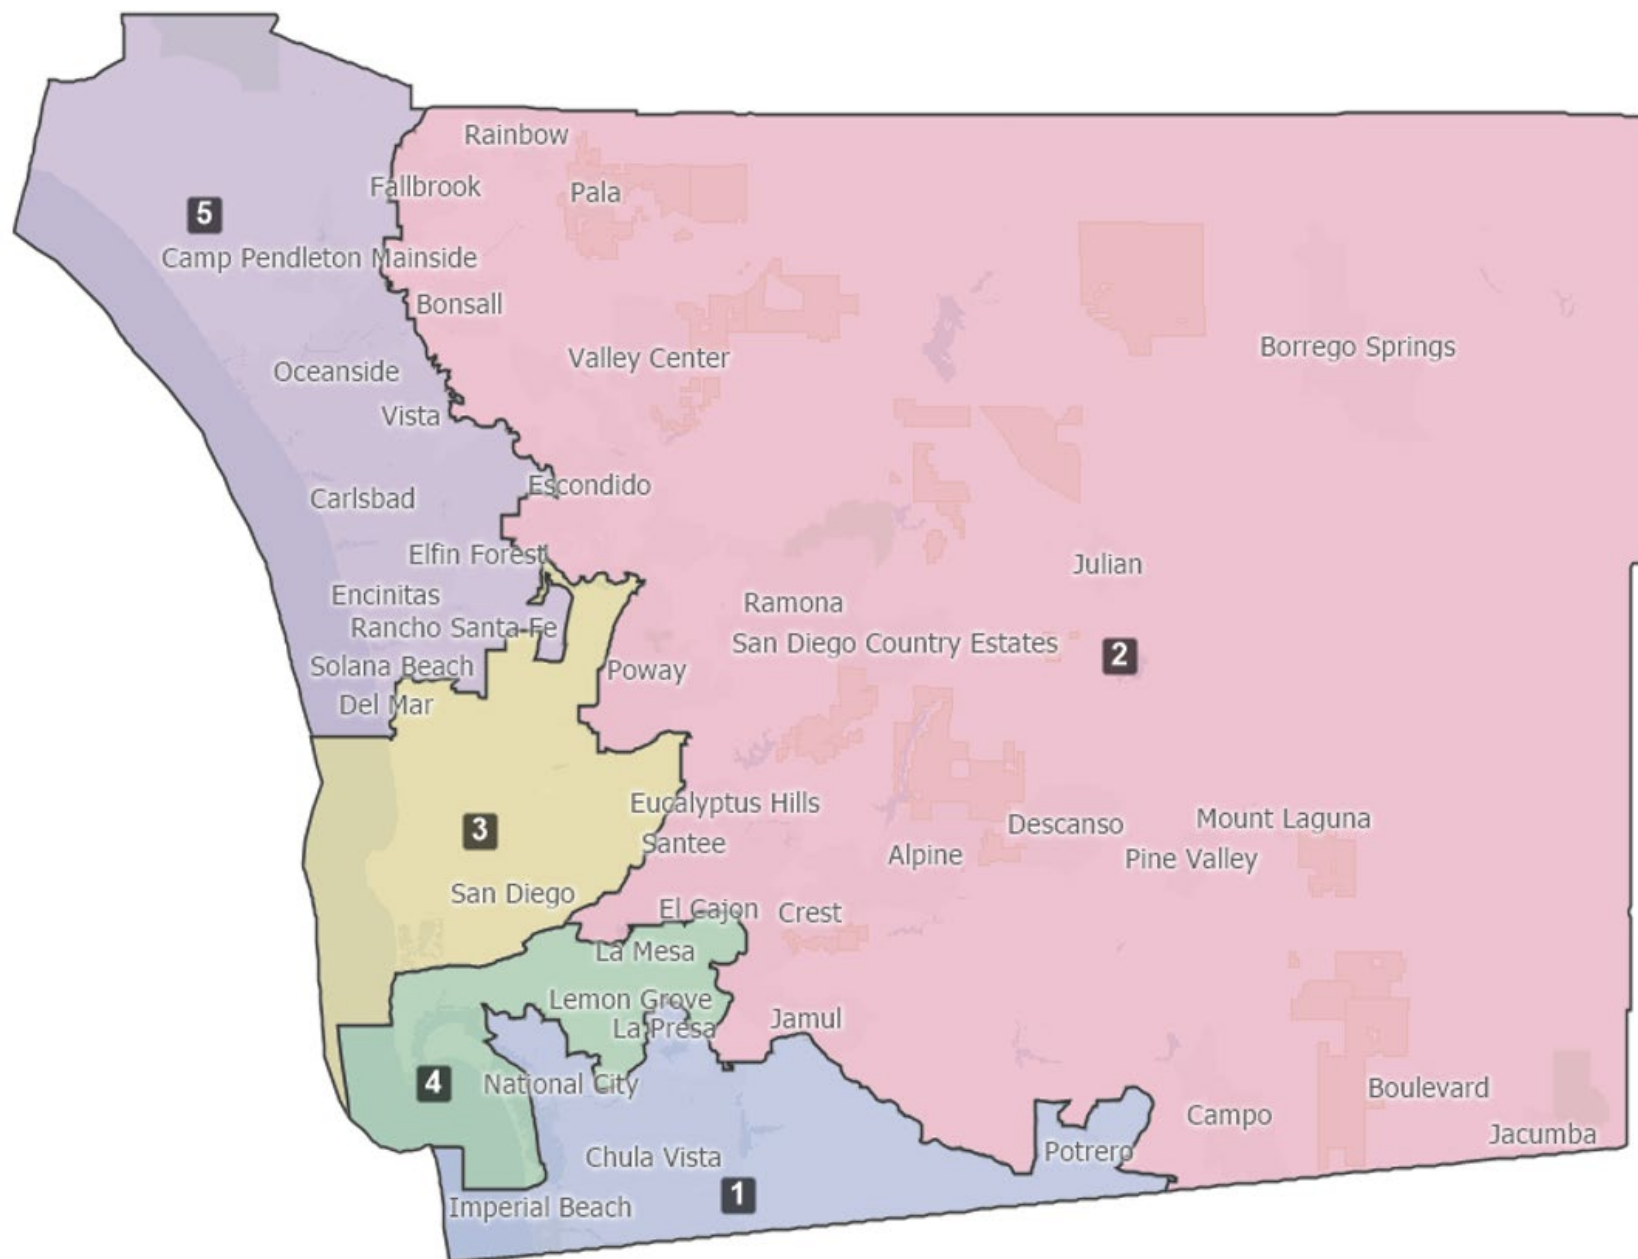 Rainbow
Fallbrook
Pala
5
Camp Pendleton Mainside
Bonsall
Borrego Springs
Valley Center
Oceanside
Vista
Escondido
Carlsbad
Elfin Forest
Julian
Encinitas
Ramona
Rancho Santa Fe
San Diego Country Estates
2
Solana Beach
Poway
Del Mar
Eucalyptus Hills
Mount Laguna
Descanso
3
Santee
Alpine
Pine Valley
San Diego
El Cajon
Crest
La Mesa
Lemon Grove
Jamul
La Presa
4
National City
Boulevard
Campo
Jacumba
Potrero
Chula Vista
1
Imperial Beach